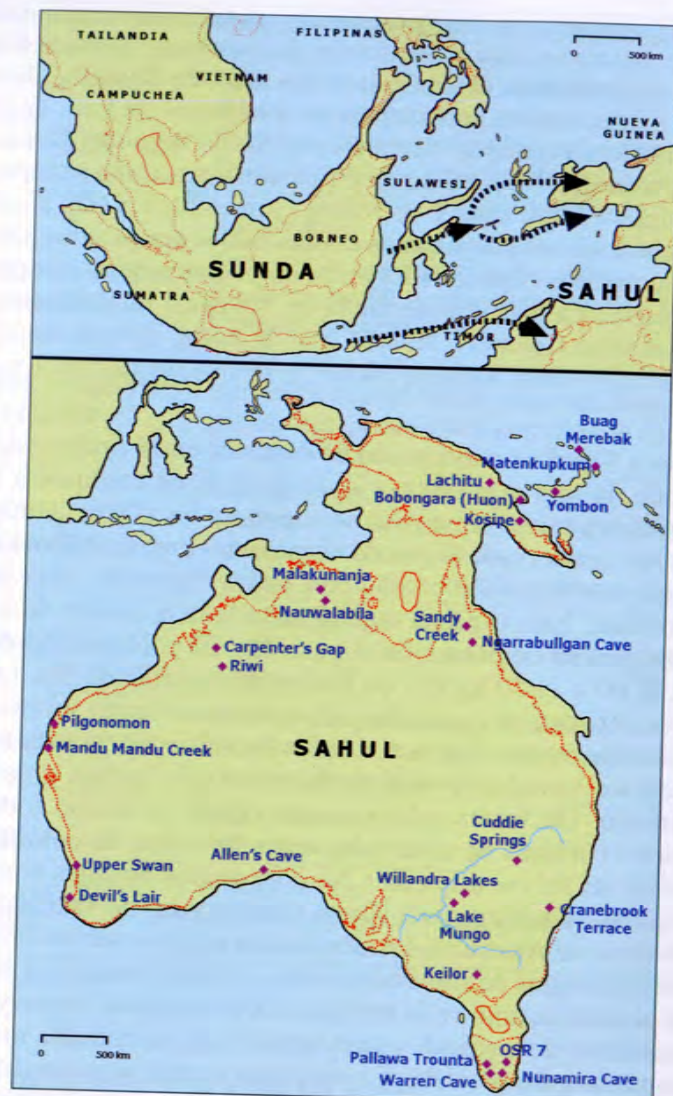 TAILANDIA
FILIPINAS
0 500 km
VIETNAM
CAMPUCHEA
NUEVA
GUINEA
SULAWESI
BORNEO
SUNDA
SAHUL
SUMATRA
TIMOR
Buag
Merebak
Matenkupkum
Lachitu
Bobongara (Huon)
Yombon
Kosipe
Malakunanja
Nauwalabila
Sandy
Creek
Ngarrabullgan Cave
Carpenter's Gap
Riwi
Pilgonomon
Mandu Mandu Creek
SAHUL
Cuddie
Springs
Upper Swan
Allen's Cave
Willandra Lakes
Devil's Lair
Lake
Mungo
Cranebrook
Terrace
Keilor
0 500 km
OSR 7
Pallawa Trounta
Warren Cave
Nunamira Cave